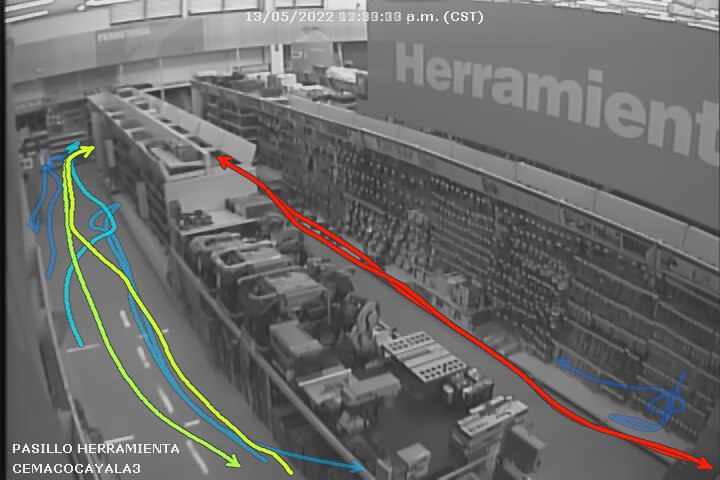 13/05/2022 p.m. (CST)
FERRETERIA
Herramient
PASILLO HERRAMIENTA
CEMACOCAYALA3